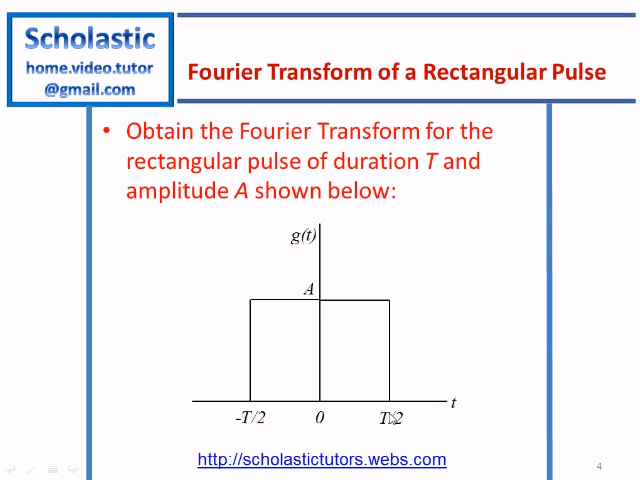 Scholastic
home.video.tutor
@gmail.com
Fourier Transform of a Rectangular Pulse
• Obtain the Fourier Transform for the
rectangular pulse of duration T and
amplitude A shown below:
g(t)
A
t
-T/2 0 T/2
http://scholastictutors.webs.com
4